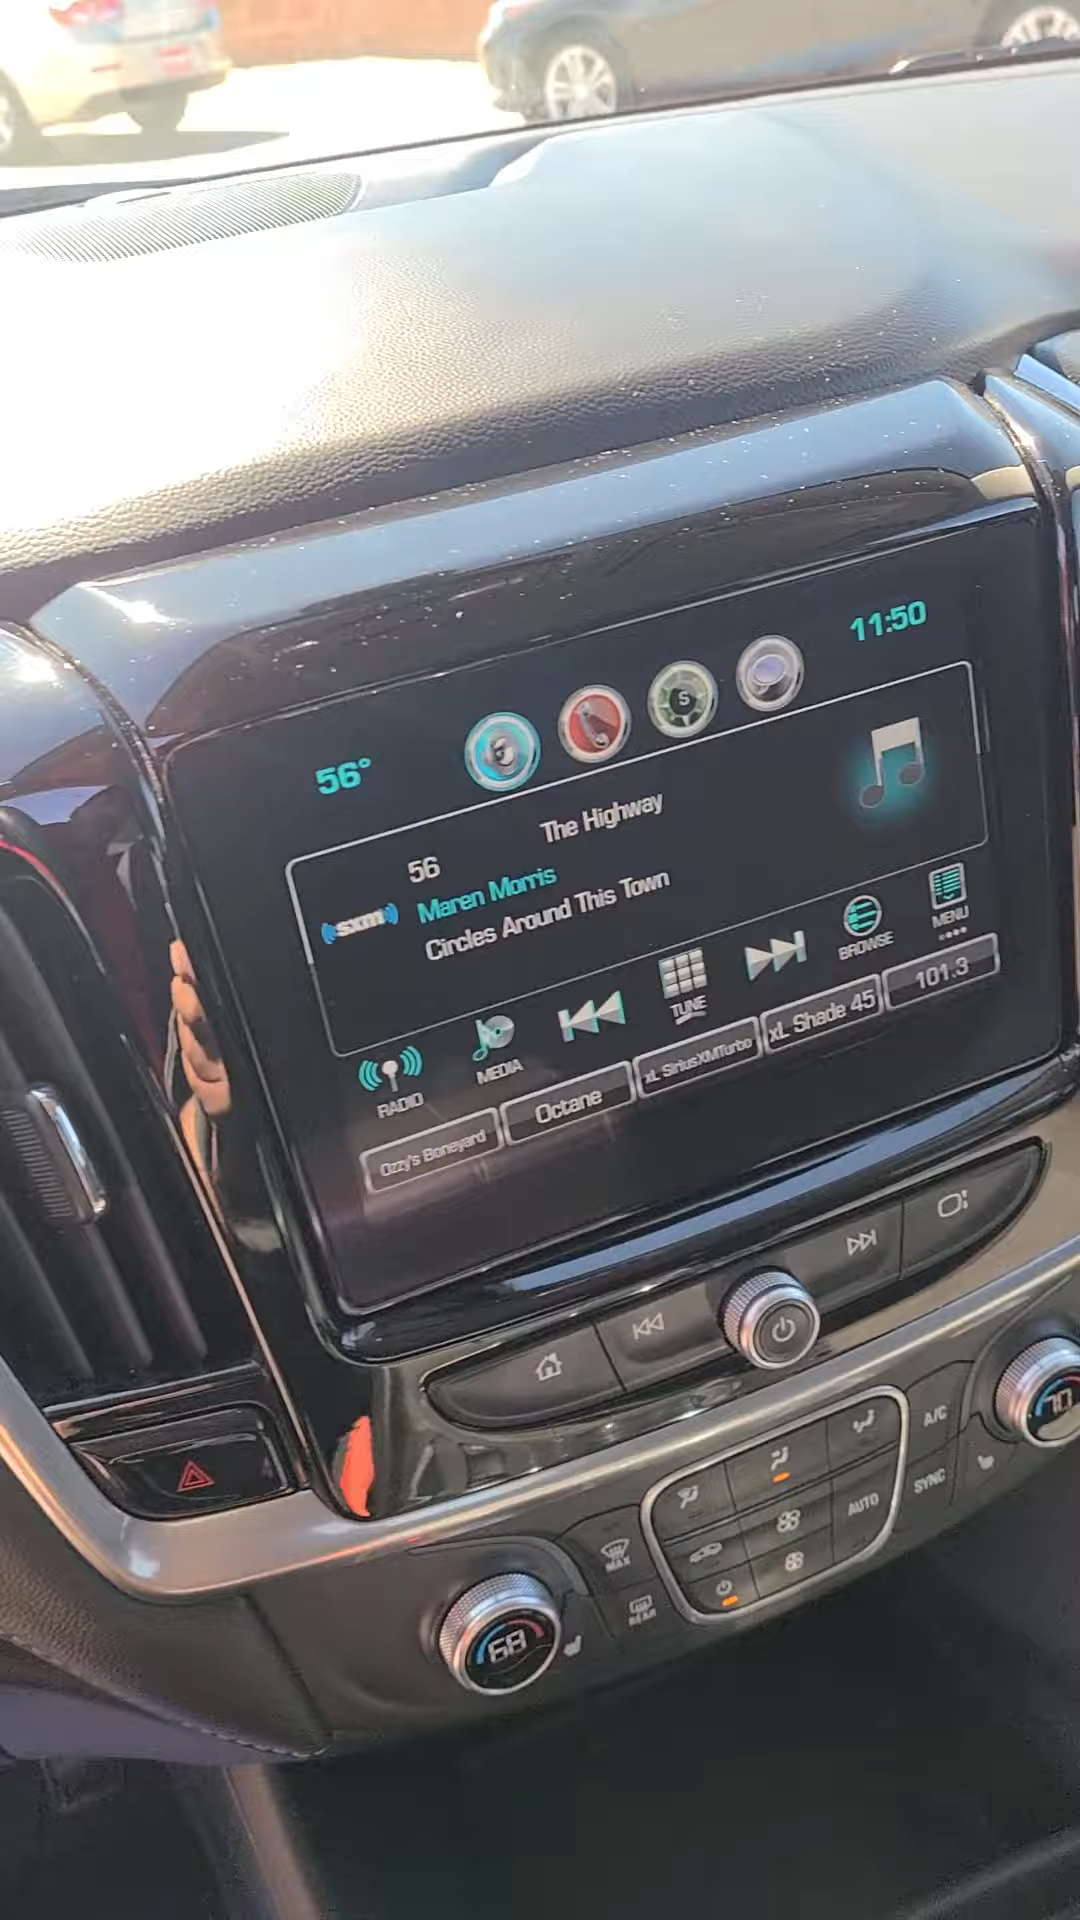 11:50
56°
S
The Highway
56
Maren Morris
sxm
Circles Around This Town
RADIO
MEDIA
TUNE
BROWSE
MENU
Ozzy's Boneyard
Octane
xL SiriusXMTurbo
xL Shade 45
101.3
70
A/C
SYNC
AUTO
MAX
REAR
68